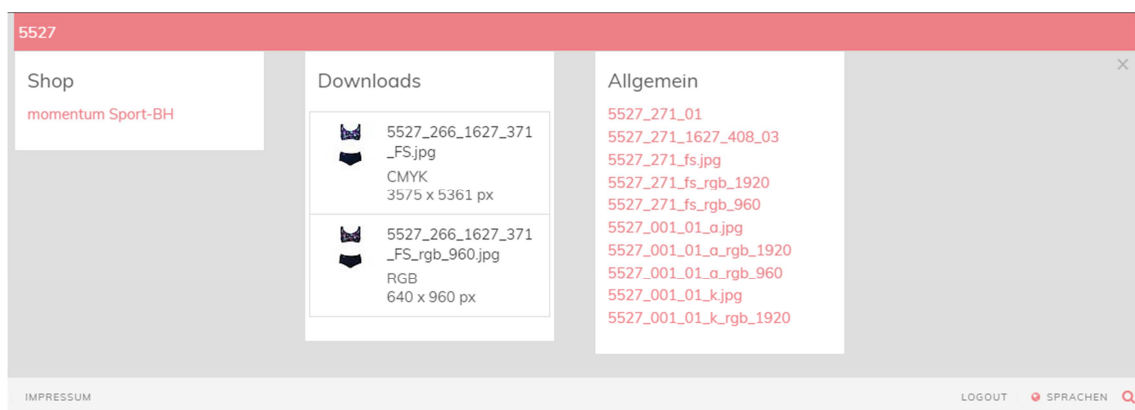 5527
Shop
momentum Sport-BH
Downloads
5527_266_1627_371
_FS.jpg
CMYK
3575 x 5361 px
5527_266_1627_371
_FS_rgb_960.jpg
RGB
640 x 960 px
Allgemein
5527_271_01
5527_271_1627_408_03
5527_271_fs.jpg
5527_271_fs_rgb_1920
5527_271_fs_rgb_960
5527_001_01_a.jpg
5527_001_01_a_rgb_1920
5527_001_01_a_rgb_960
5527_001_01_k.jpg
5527_001_01_k_rgb_1920
IMPRESSUM
LOGOUT
SPRACHEN